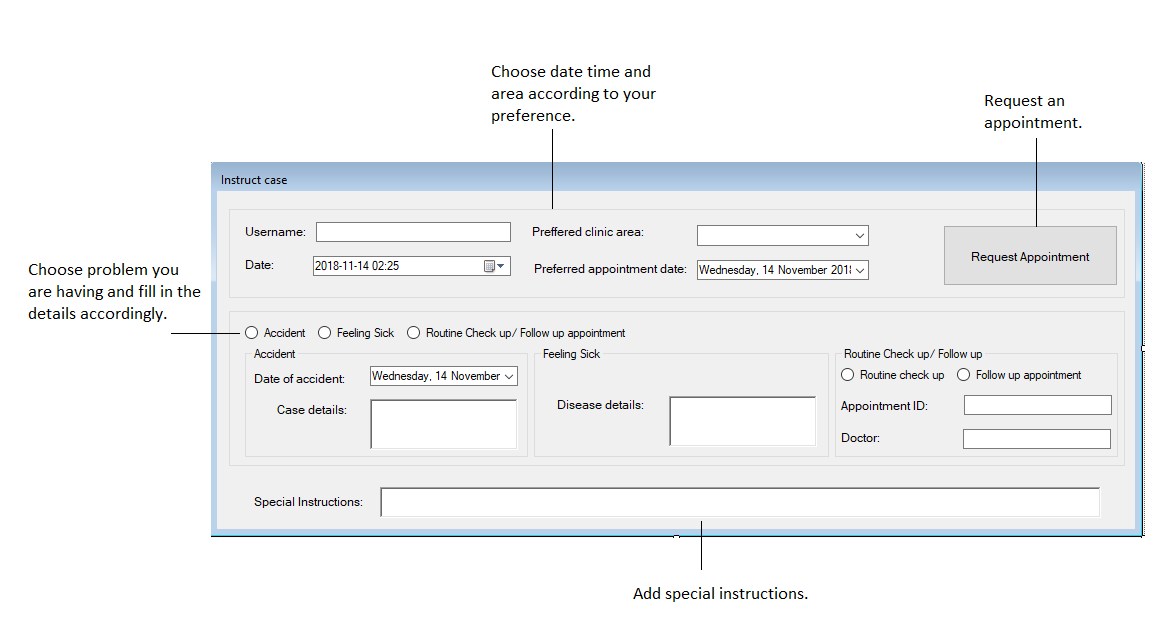 Choose date time and
area according to your
preference.
Request an
appointment.
Instruct case
Username:
Preffered clinic area:
Date:
2018-11-14 02:25
Preferred appointment date:
Wednesday, 14 November 2018
Request Appointment
Choose problem you
are having and fill in the
details accordingly.
Accident
Feeling Sick
Routine Check up/ Follow up appointment
Accident
Date of accident:
Wednesday, 14 November
Case details:
Feeling Sick
Disease details:
Routine Check up/ Follow up
Routine check up
Follow up appointment
Appointment ID:
Doctor:
Special Instructions:
Add special instructions.